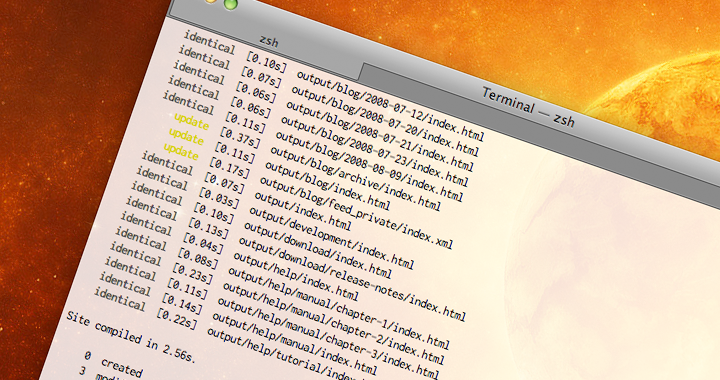 zsh
Terminal — zsh
identical [0.10s] output/blog/2008-07-12/index.html
identical [0.07s] output/blog/2008-07-20/index.html
identical [0.06s] output/blog/2008-07-21/index.html
identical [0.06s] output/blog/2008-07-23/index.html
identical [0.11s] output/blog/2008-08-09/index.html
update [0.37s] output/blog/archive/index.html
update [0.11s] output/blog/index.html
update [0.17s] output/blog/feed_private/index.xml
identical [0.07s] output/index.html
identical [0.03s] output/development/index.html
identical [0.10s] output/download/index.html
identical [0.13s] output/download/release-notes/index.html
identical [0.04s] output/help/index.html
identical [0.08s] output/help/manual/chapter-1/index.html
identical [0.23s] output/help/manual/chapter-2/index.html
identical [0.11s] output/help/manual/chapter-3/index.html
identical [0.14s] output/help/manual/index.html
identical [0.22s] output/help/tutorial/index
Site compiled in 2.56s.
0 created
3